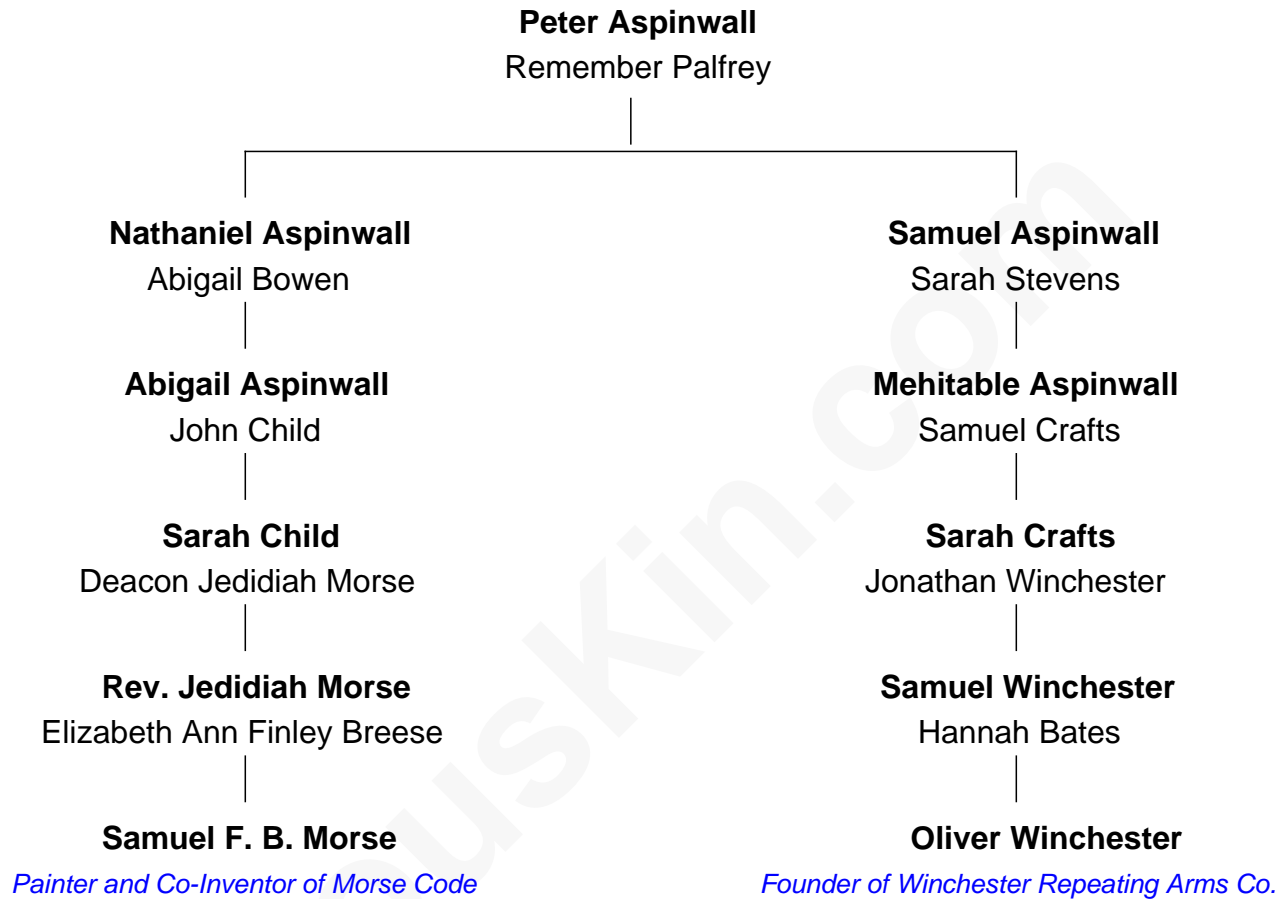 Peter Aspinwall
Remember Palfrey
Nathaniel Aspinwall
Abigail Bowen
Samuel Aspinwall
Sarah Stevens
Abigail Aspinwall
John Child
Mehitable Aspinwall
Samuel Crafts
Sarah Child
Deacon Jedidiah Morse
Sarah Crafts
Jonathan Winchester
Rev. Jedidiah Morse
Elizabeth Ann Finley Breese
Samuel Winchester
Hannah Bates
Samuel F. B. Morse
Painter and Co-Inventor of Morse Code
Oliver Winchester
Founder of Winchester Repeating Arms Co.
ousKin.com